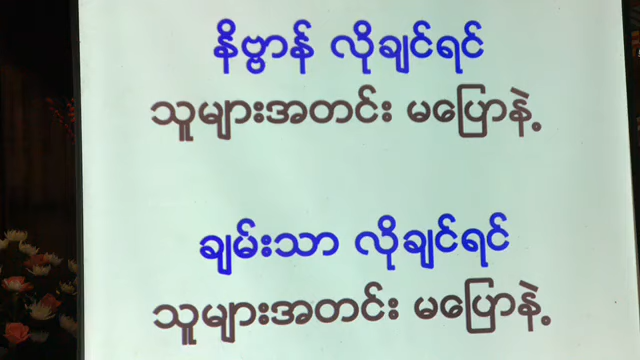 နိဗ္ဗာန် လိုချင်ရင်
သူများအတင်း မပြောနဲ့
ချမ်းသာ လိုချင်ရင်
သူများအတင်း မပြောနဲ့